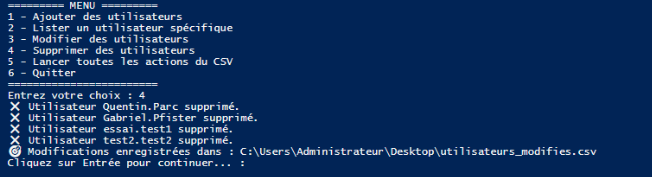 ========= MENU =========
1 - Ajouter des utilisateurs
2 - Lister un utilisateur spécifique
3 - Modifier des utilisateurs
4 - Supprimer des utilisateurs
5 - Lancer toutes les actions du CSV
6 - Quitter
========================
Entrez votre choix : 4
❌ Utilisateur Quentin.Parc supprimé.
❌ Utilisateur Gabriel.Pfister supprimé.
❌ Utilisateur essai.test1 supprimé.
❌ Utilisateur test2.test2 supprimé.
🎯 Modifications enregistrées dans : C:\Users\Administrateur\Desktop\utilisateurs_modifies.csv
Cliquez sur Entrée pour continuer... :